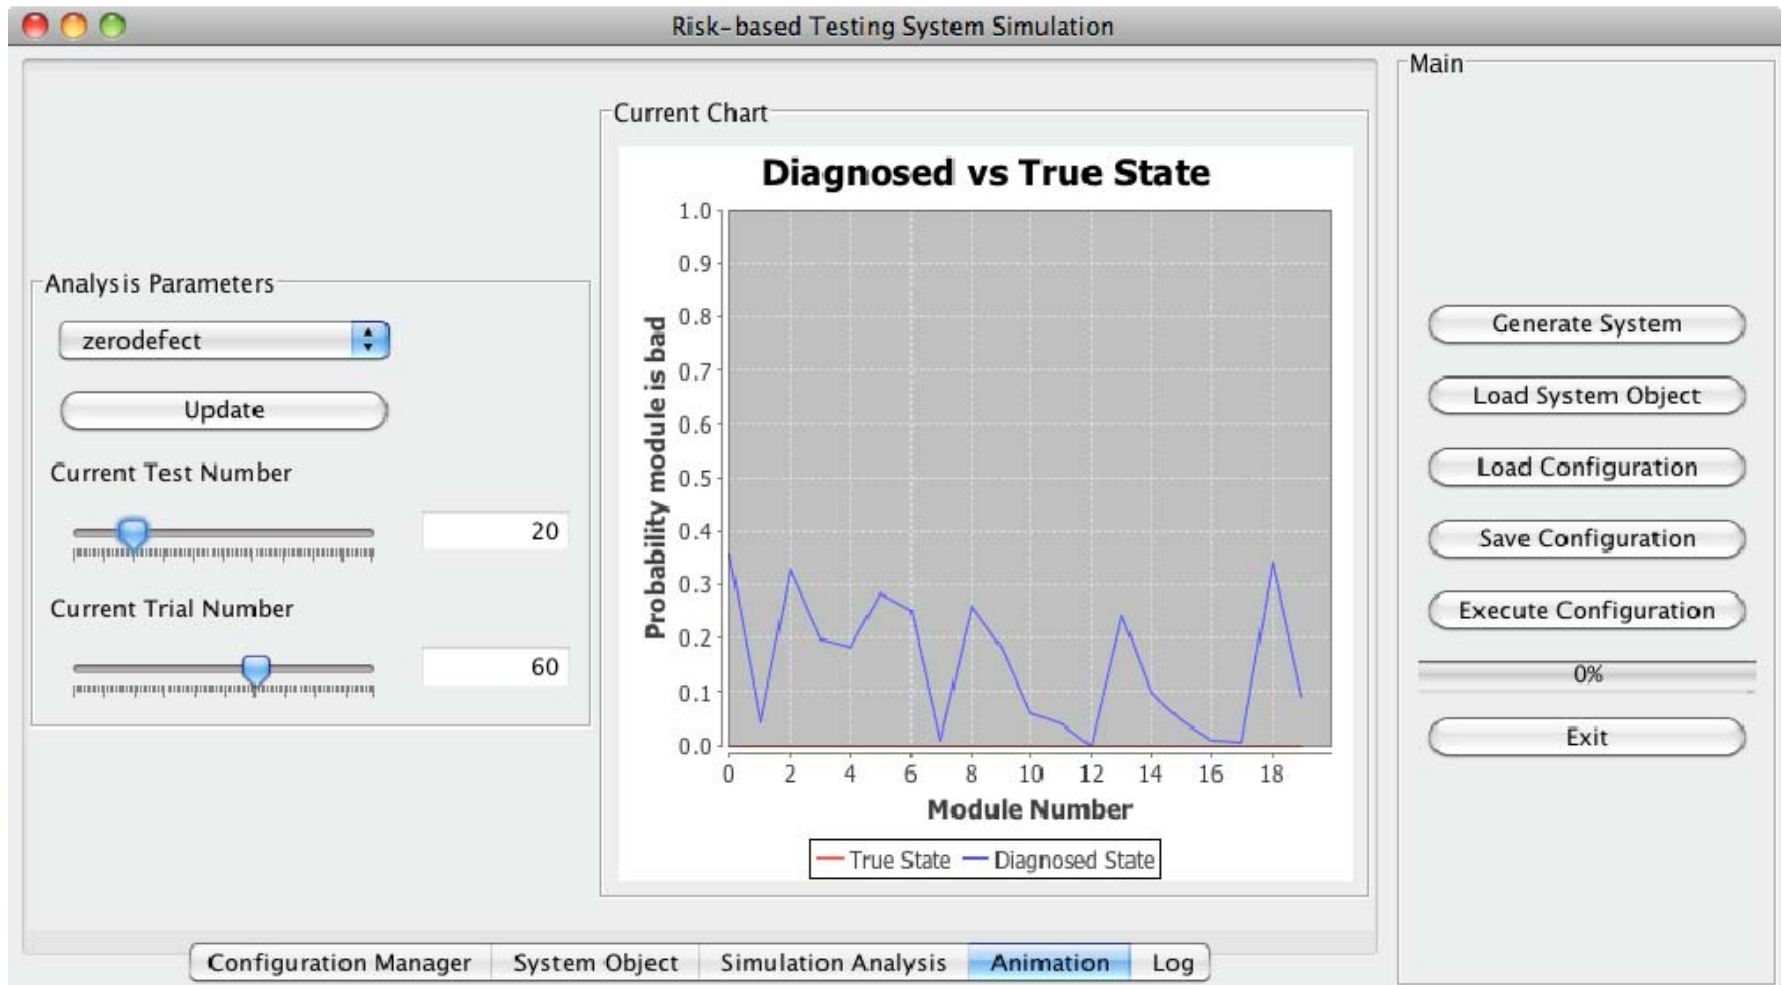 Risk-based Testing System Simulation
Analysis Parameters
zerodefect
Update
Current Test Number
20
Current Trial Number
60
Current Chart
Diagnosed vs True State
Probability module is bad
1.0
0.9
0.8
0.7
0.6
0.5
0.4
0.3
0.2
0.1
0.0
0 2 4 6 8 10 12 14 16 18
Module Number
True State Diagnosed State
Main
Generate System
Load System Object
Load Configuration
Save Configuration
Execute Configuration
0%
Exit
Configuration Manager System Object Simulation Analysis Animation Log